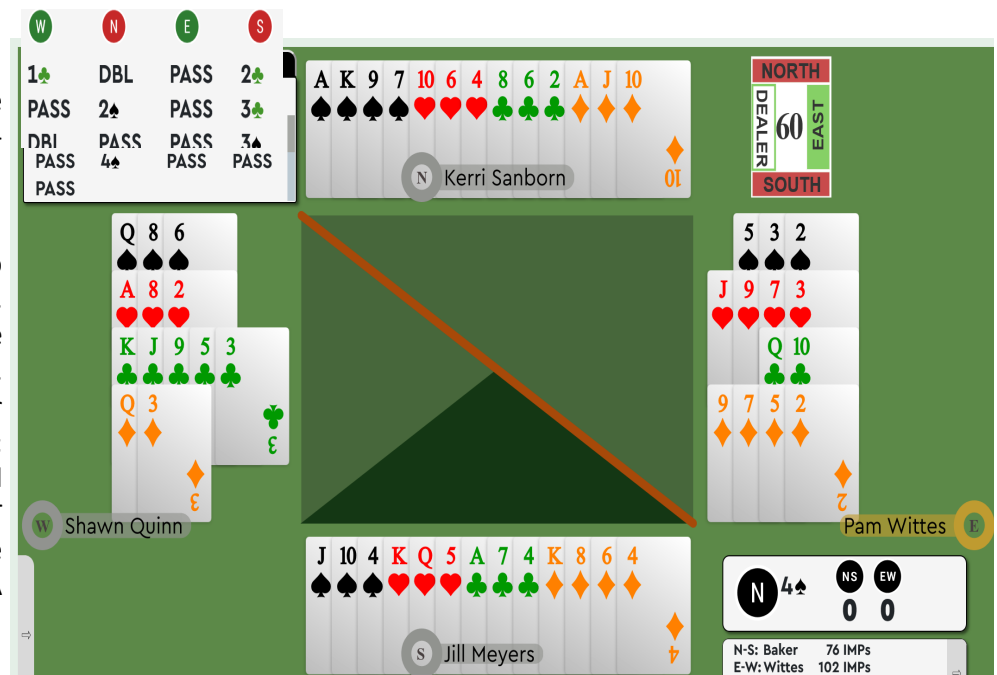 W N E S
1♣ DBL PASS 2♣
PASS 2♠ PASS 3♣
DBL PASS PASS 3♠
PASS 4♠ PASS PASS
PASS
A K 9 7 10 6 4 8 6 2 A J 10
10
N Kerri Sanborn
NORTH
DEALER 60 EAST
SOUTH
Q 8 6
A 8 2
K J 9 5 3
3
Q 3
3
W Shawn Quinn
5 3 2
J 9 7 3
Q 10
9 7 5 2
2
Pam Wittes E
J 10 4 K Q 5 A 7 4 K 8 6 4
4
S Jill Meyers
N 4♠ NS EW
0 0
N-S: Baker 76 IMPs
E-W: Wittes 102 IMPs